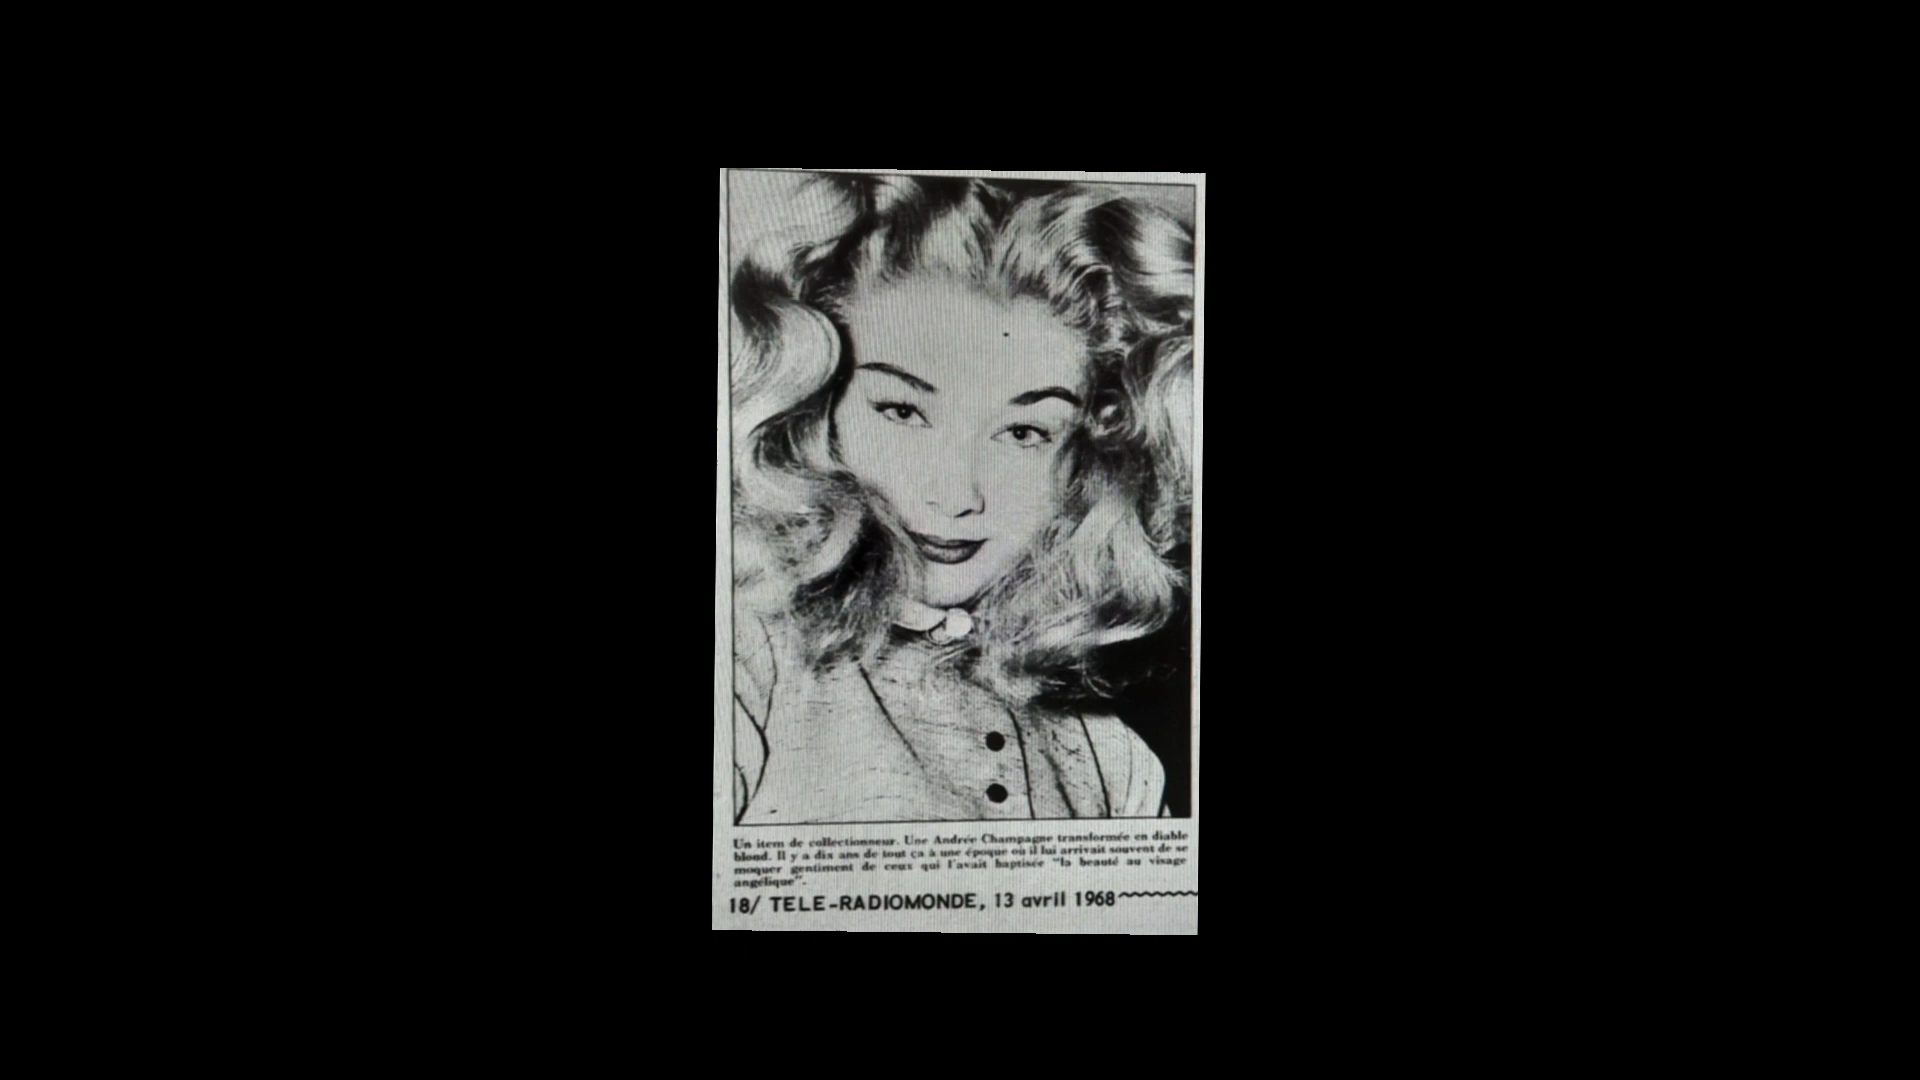 Un item de collectionneur. Une Andrée Champagne transformée en diable
blond. Il y a dix ans de tout ça à une époque où il lui arrivait souvent de se
moquer gentiment de ceux qui l'avait baptisée "la beauté au visage
angélique".
18/ TELE-RADIOMONDE, 13 avril 1968